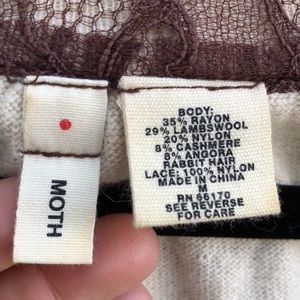 MOTH
BODY:
35% RAYON
29% LAMBSWOOL
20% NYLON
8% CASHMERE
8% ANGORA
RABBIT HAIR
LACE: 100% NYLON
MADE IN CHINA
M
RN 66170
SEE REVERSE
FOR CARE